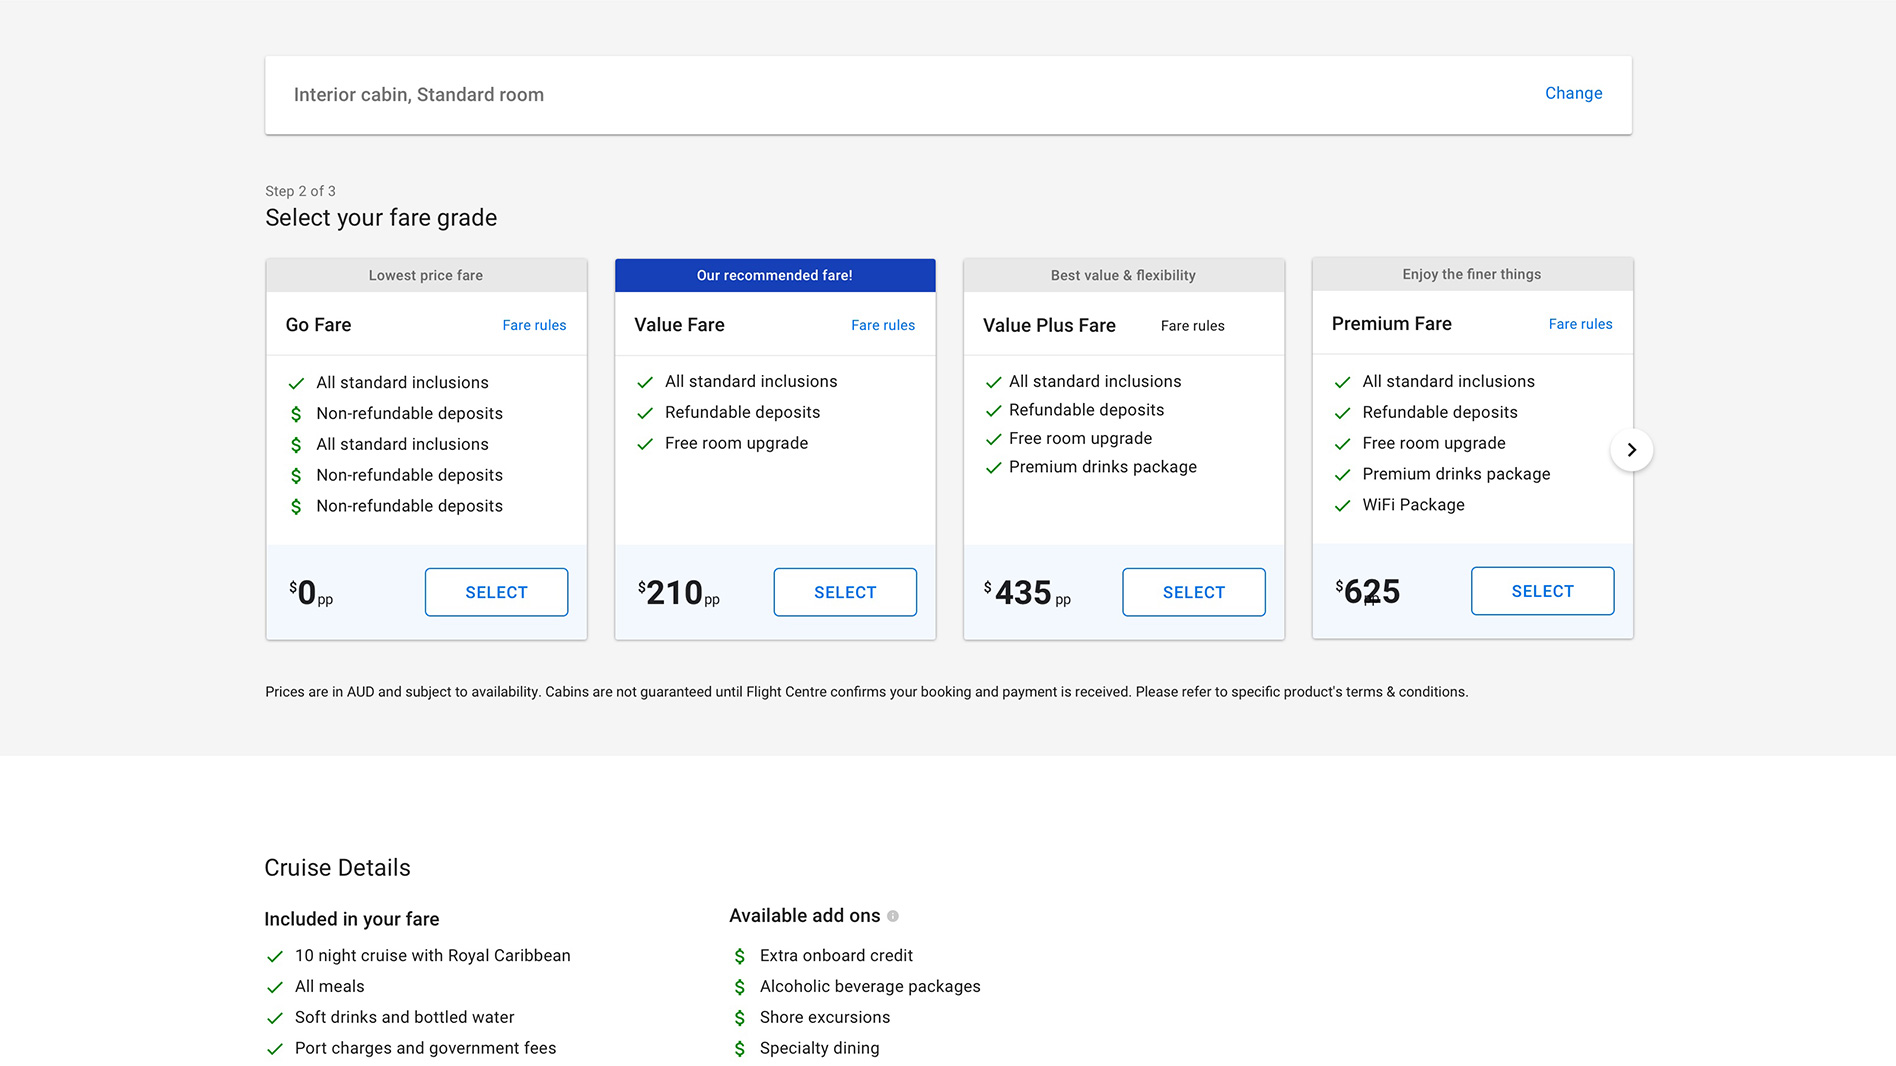 Interior cabin, Standard room
Change
Step 2 of 3
Select your fare grade
Lowest price fare
Go Fare
Fare rules
All standard inclusions
$ Non-refundable deposits
$ All standard inclusions
$ Non-refundable deposits
$ Non-refundable deposits
$0pp
SELECT
Our recommended fare!
Value Fare
Fare rules
All standard inclusions
Refundable deposits
Free room upgrade
$210pp
SELECT
Best value & flexibility
Value Plus Fare
Fare rules
All standard inclusions
Refundable deposits
Free room upgrade
Premium drinks package
$435 pp
SELECT
Enjoy the finer things
Premium Fare
Fare rules
All standard inclusions
Refundable deposits
Free room upgrade
Premium drinks package
WiFi Package
$625 pp
SELECT
Prices are in AUD and subject to availability. Cabins are not guaranteed until Flight Centre confirms your booking and payment is received. Please refer to specific product's terms & conditions.
Cruise Details
Included in your fare
10 night cruise with Royal Caribbean
All meals
Soft drinks and bottled water
Port charges and government fees
Available add ons
$ Extra onboard credit
$ Alcoholic beverage packages
$ Shore excursions
$ Specialty dining